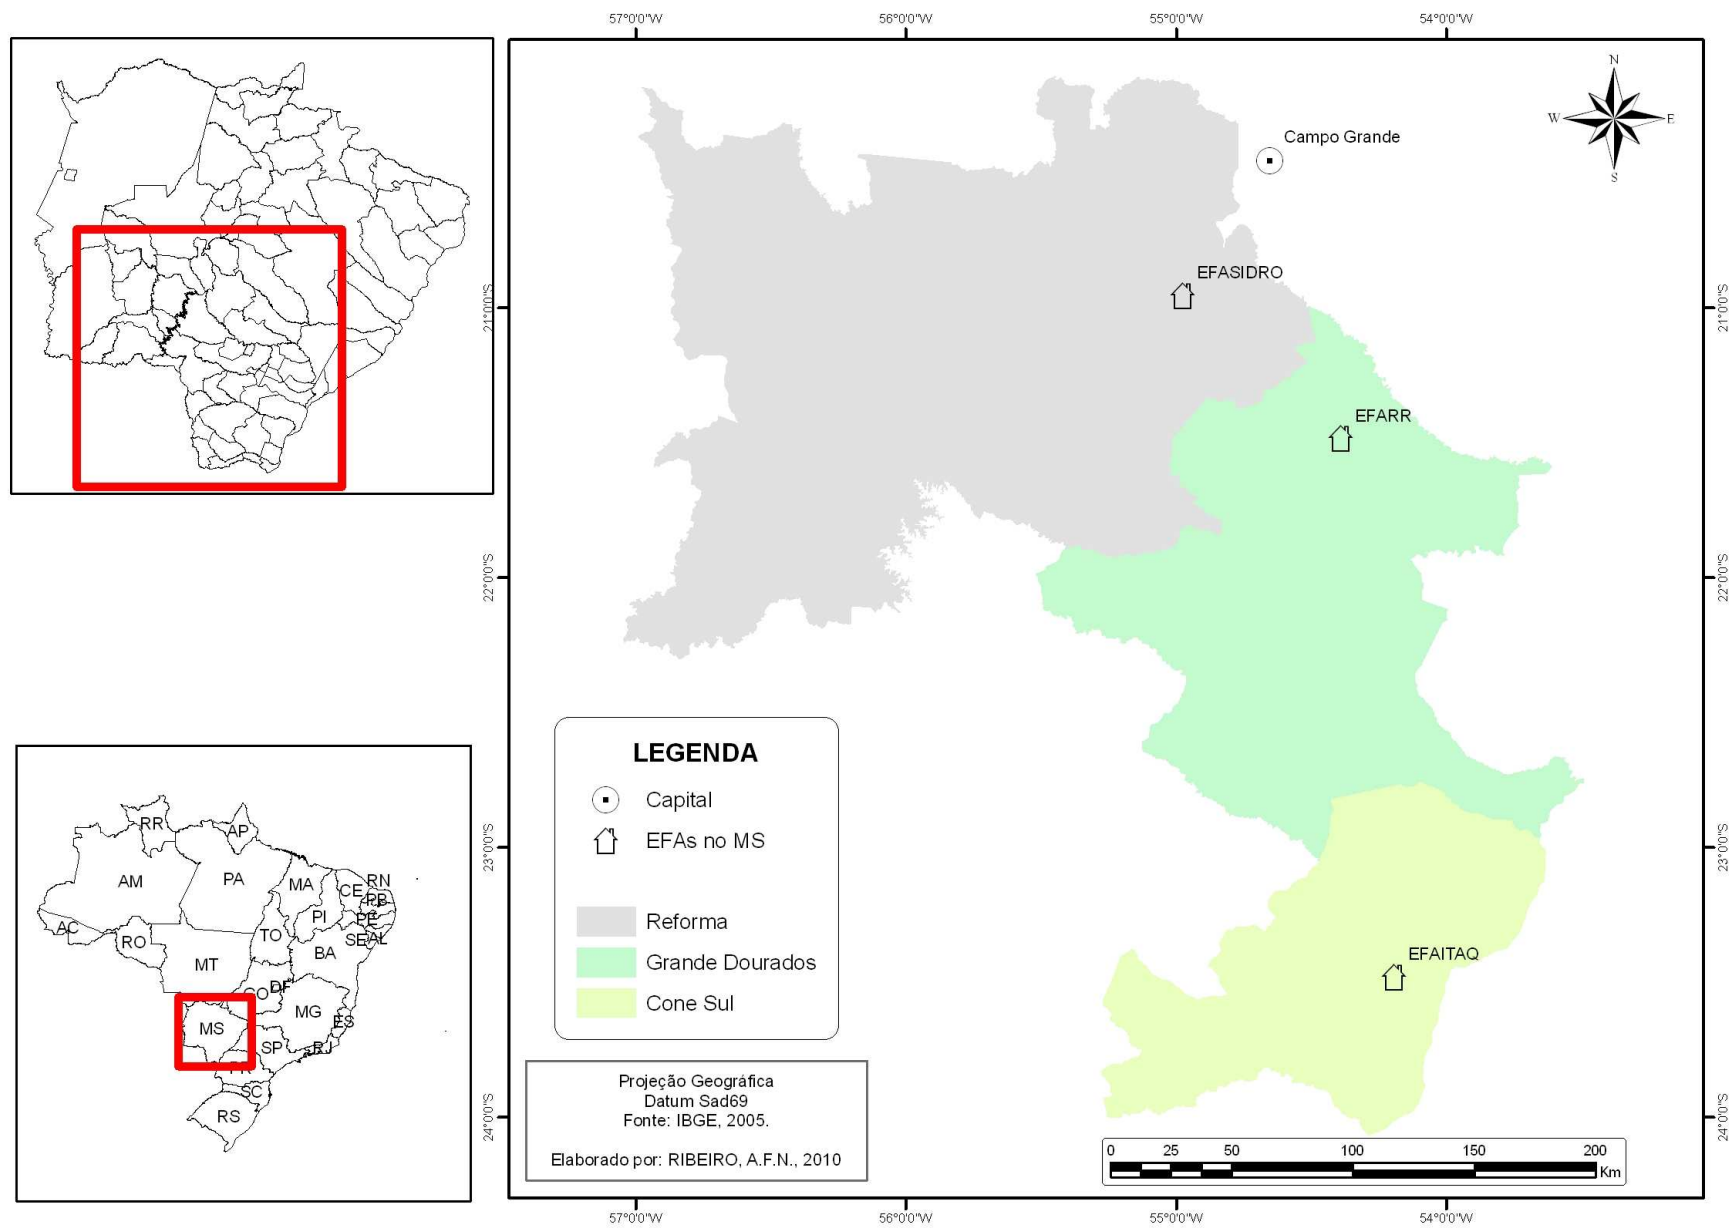 57°0'0"W
56°0'0"W
55°0'0"W
54°0'0"W
N
W
E
S
Campo Grande
EFASIDRO
EFARR
EFAITAQ
21°0'0"S
21°0'0"S
22°0'0"S
22°0'0"S
23°0'0"S
23°0'0"S
24°0'0"S
24°0'0"S
RR
AP
AM
PA
MA
CE
RN
PB
PI
PE
AC
TO
SE
AL
RO
BA
MT
DF
GO
MG
MS
ES
SP
RJ
PR
SC
RS
LEGENDA
Capital
EFAs no MS
Reforma
Grande Dourados
Cone Sul
Projeção Geográfica
Datum Sad69
Fonte: IBGE, 2005.
Elaborado por: RIBEIRO, A.F.N., 2010
0 25 50 100 150 200
Km
57°0'0"W
56°0'0"W
55°0'0"W
54°0'0"W